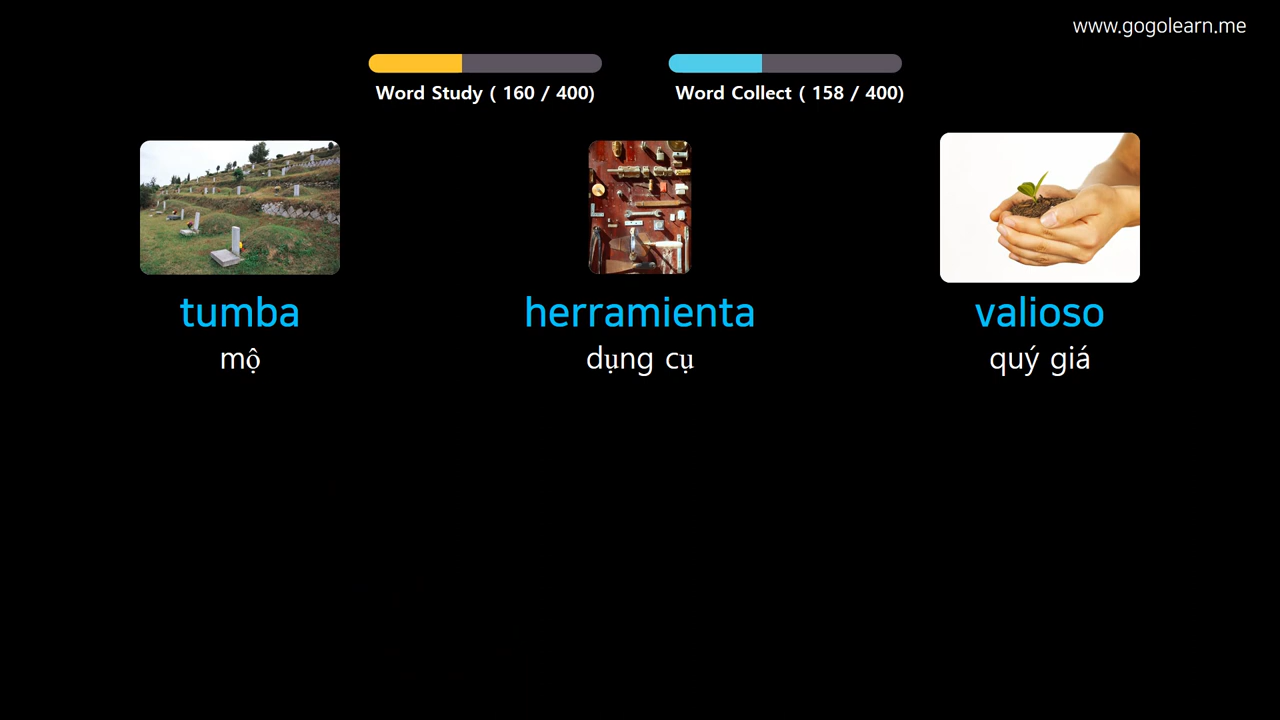 www.gogolearn.me
Word Study ( 160 / 400)
Word Collect ( 158 / 400)
tumba
mộ
herramienta
dụng cụ
valioso
quý giá